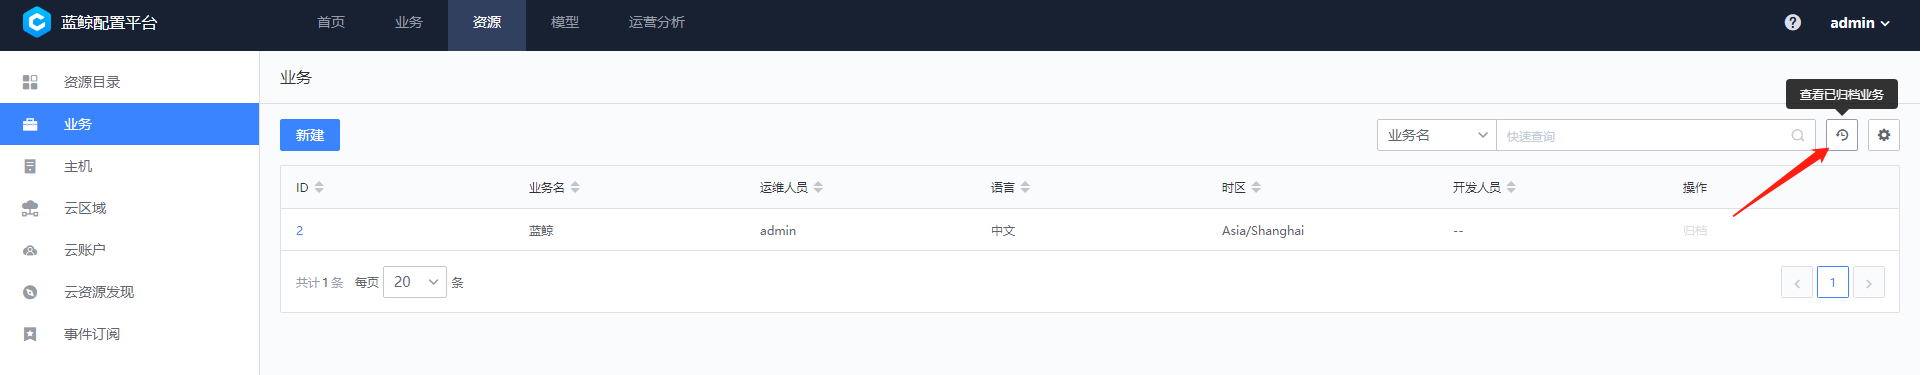 蓝鲸配置平台 首页 业务 资源 模型 运营分析 admin
资源目录
业务
主机
云区域
云账户
云资源发现
事件订阅
业务
查看已归档业务
新建 业务名 快速查询
ID 业务名 运维人员 语言 时区 开发人员 操作
2 蓝鲸 admin 中文 Asia/Shanghai -- 归档
共计 1 条 每页 20 条 1